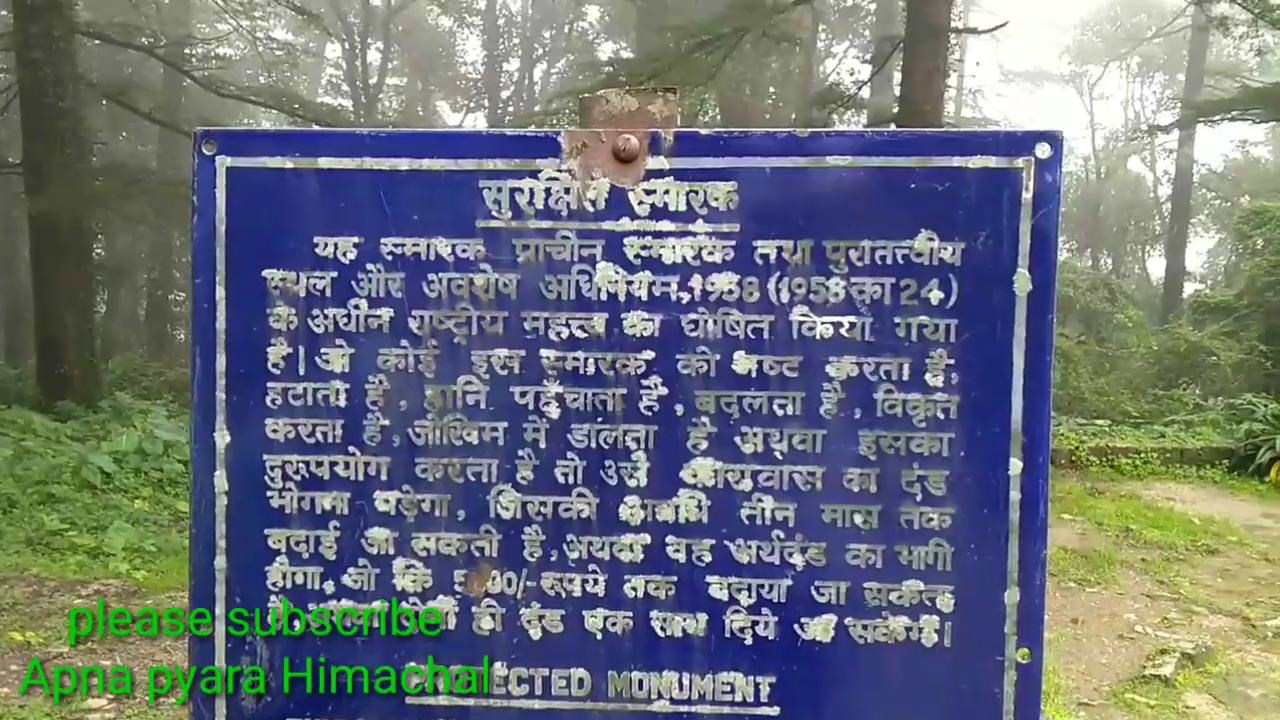 सुरक्षित स्मारक
यह स्मारक प्राचीन स्मारक तथा पुरातत्वीय
स्थल और अवशेष अधिनियम,1958 (1958 का 24)
के अधीन राष्ट्रीय महत्व का घोषित किया गया
है। जो कोई इस स्मारक को नष्ट करता है,
हटाता है, हानि पहुँचाता है, बदलता है, विकृत
करता है, जोखिम में डालता है अथवा इसका
दुरूपयोग करता है तो उसे कारावास का दंड
भोगना पड़ेगा, जिसकी अवधि तीन मास तक
बढ़ाई जा सकती है, अथवा वह अर्थदंड का भागी
होगा, जो कि रूपये तक बढ़ाया जा सकता
ही दंड एक साथ दिये जा सकेंगे।
MONUMENT
please subscribe
Apna pyara Himachal